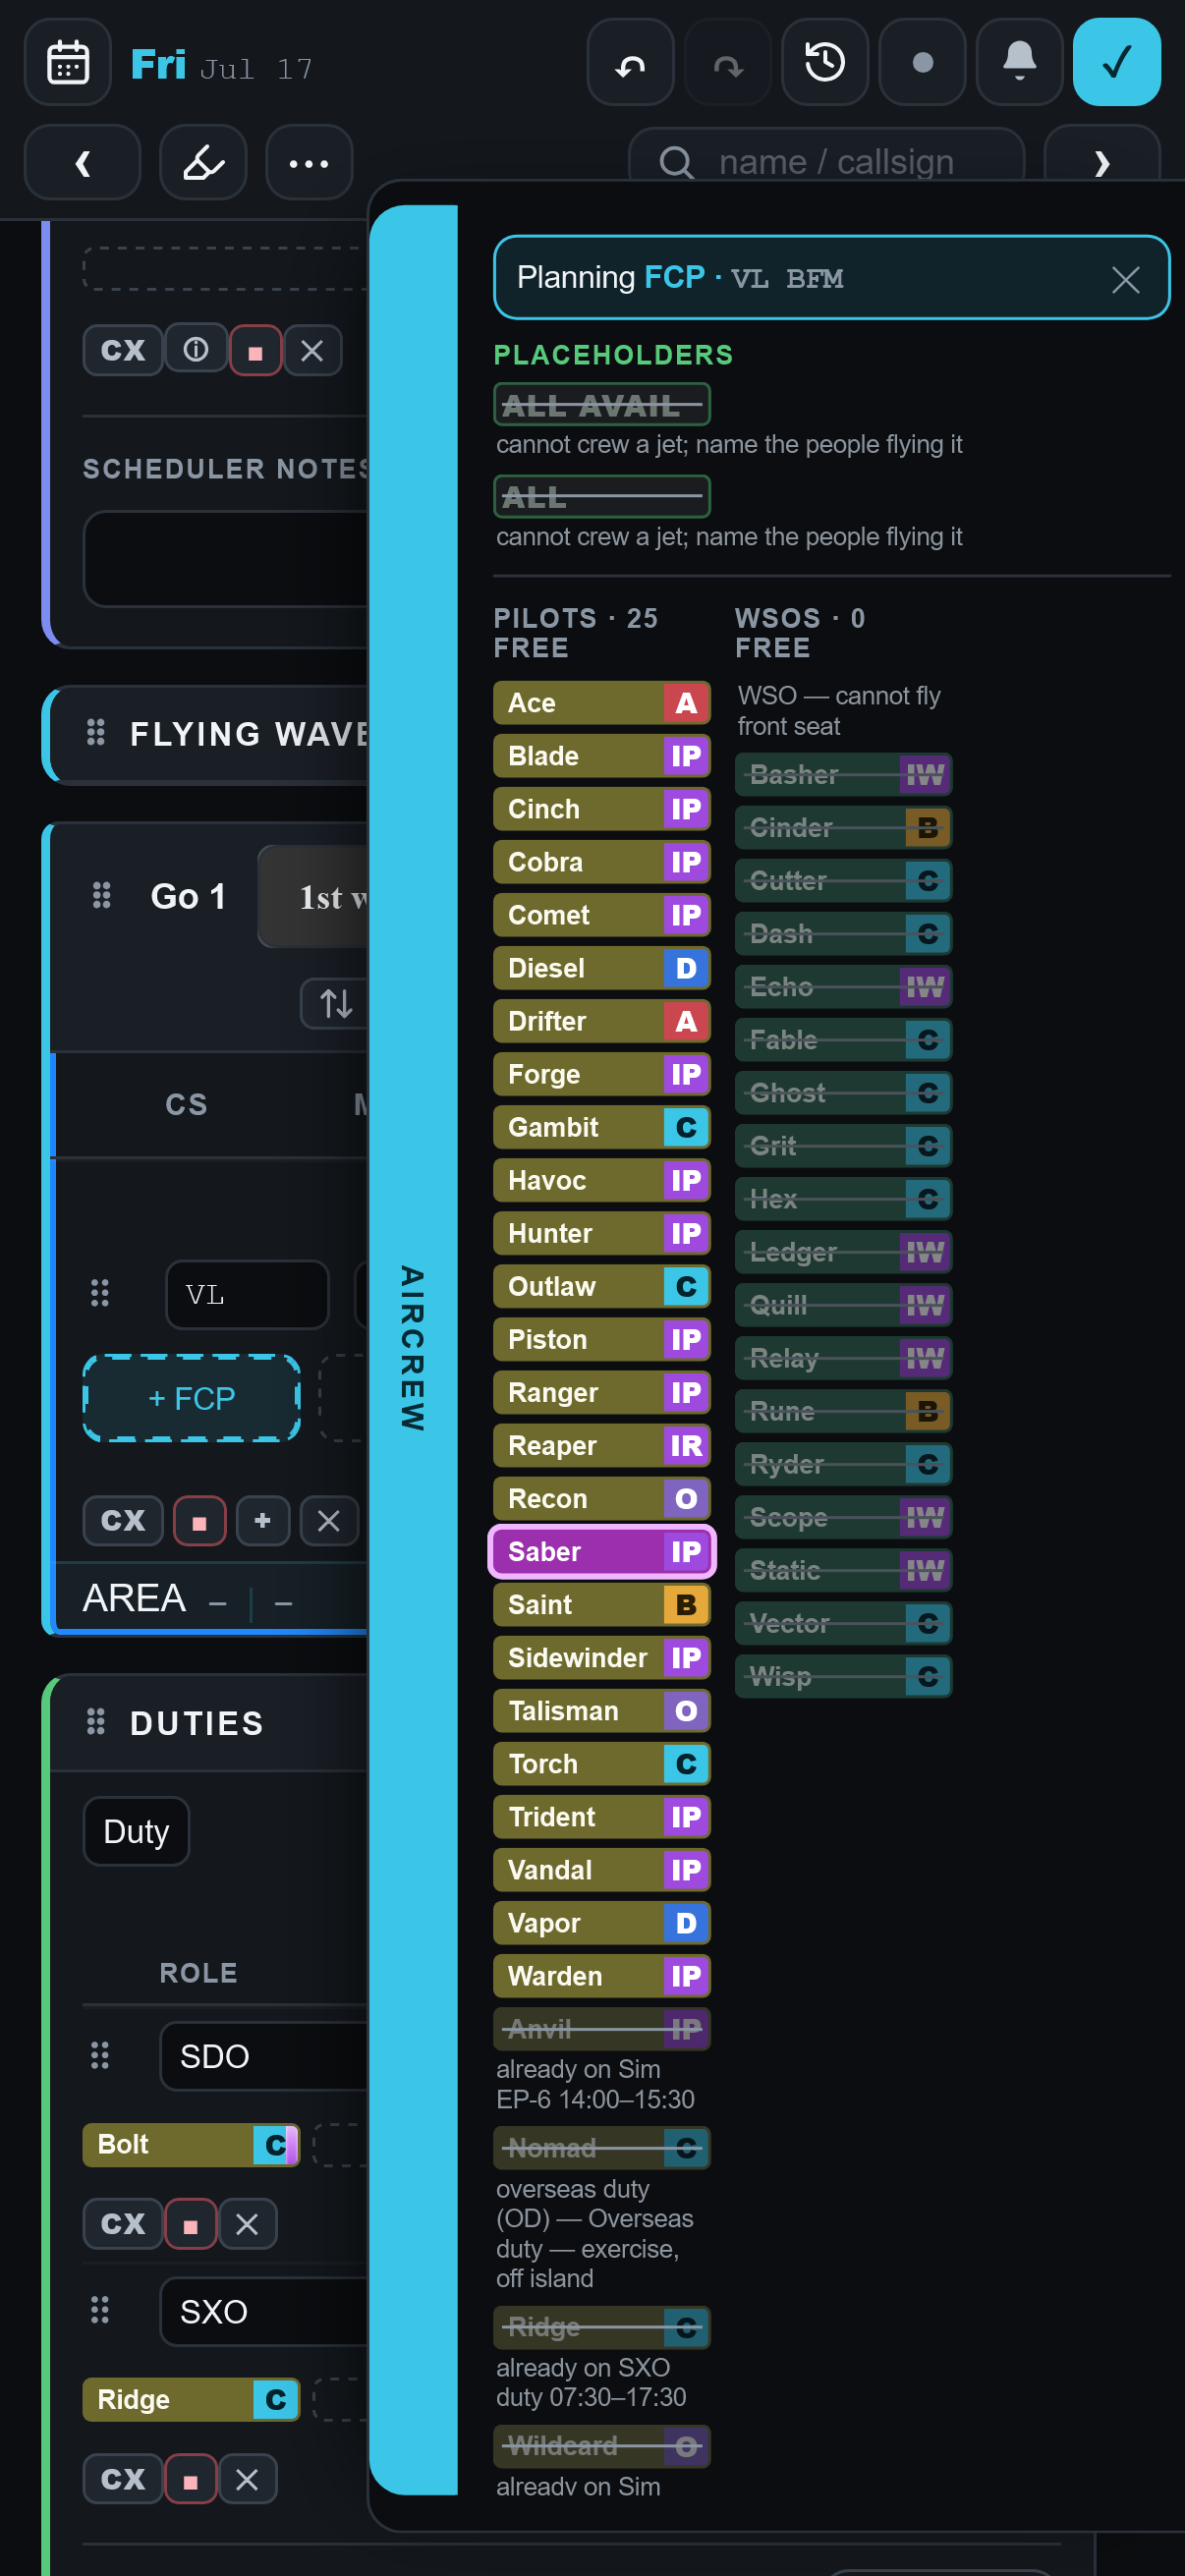 Fri Jul 17
name / callsign
CX
SCHEDULER NOTES
FLYING WAVE
Go 1
1st w
CS
VL
+ FCP
CX
AREA – | –
DUTIES
Duty
ROLE
SDO
Bolt C
CX
SXO
Ridge C
CX
AIRCREW
Planning FCP · VL BFM
PLACEHOLDERS
ALL AVAIL
cannot crew a jet; name the people flying it
ALL
cannot crew a jet; name the people flying it
PILOTS · 25
FREE
Ace A
Blade IP
Cinch IP
Cobra IP
Comet IP
Diesel D
Drifter A
Forge IP
Gambit C
Havoc IP
Hunter IP
Outlaw C
Piston IP
Ranger IP
Reaper IR
Recon O
Saber IP
Saint B
Sidewinder IP
Talisman O
Torch C
Trident IP
Vandal IP
Vapor D
Warden IP
Anvil IP
already on Sim
EP-6 14:00–15:30
Nomad C
overseas duty
(OD) — Overseas
duty — exercise,
off island
Ridge C
already on SXO
duty 07:30–17:30
Wildcard O
already on Sim
WSOS · 0
FREE
WSO — cannot fly
front seat
Basher IW
Cinder B
Cutter C
Dash C
Echo IW
Fable C
Ghost C
Grit C
Hex C
Ledger IW
Quill IW
Relay IW
Rune B
Ryder C
Scope IW
Static IW
Vector C
Wisp C